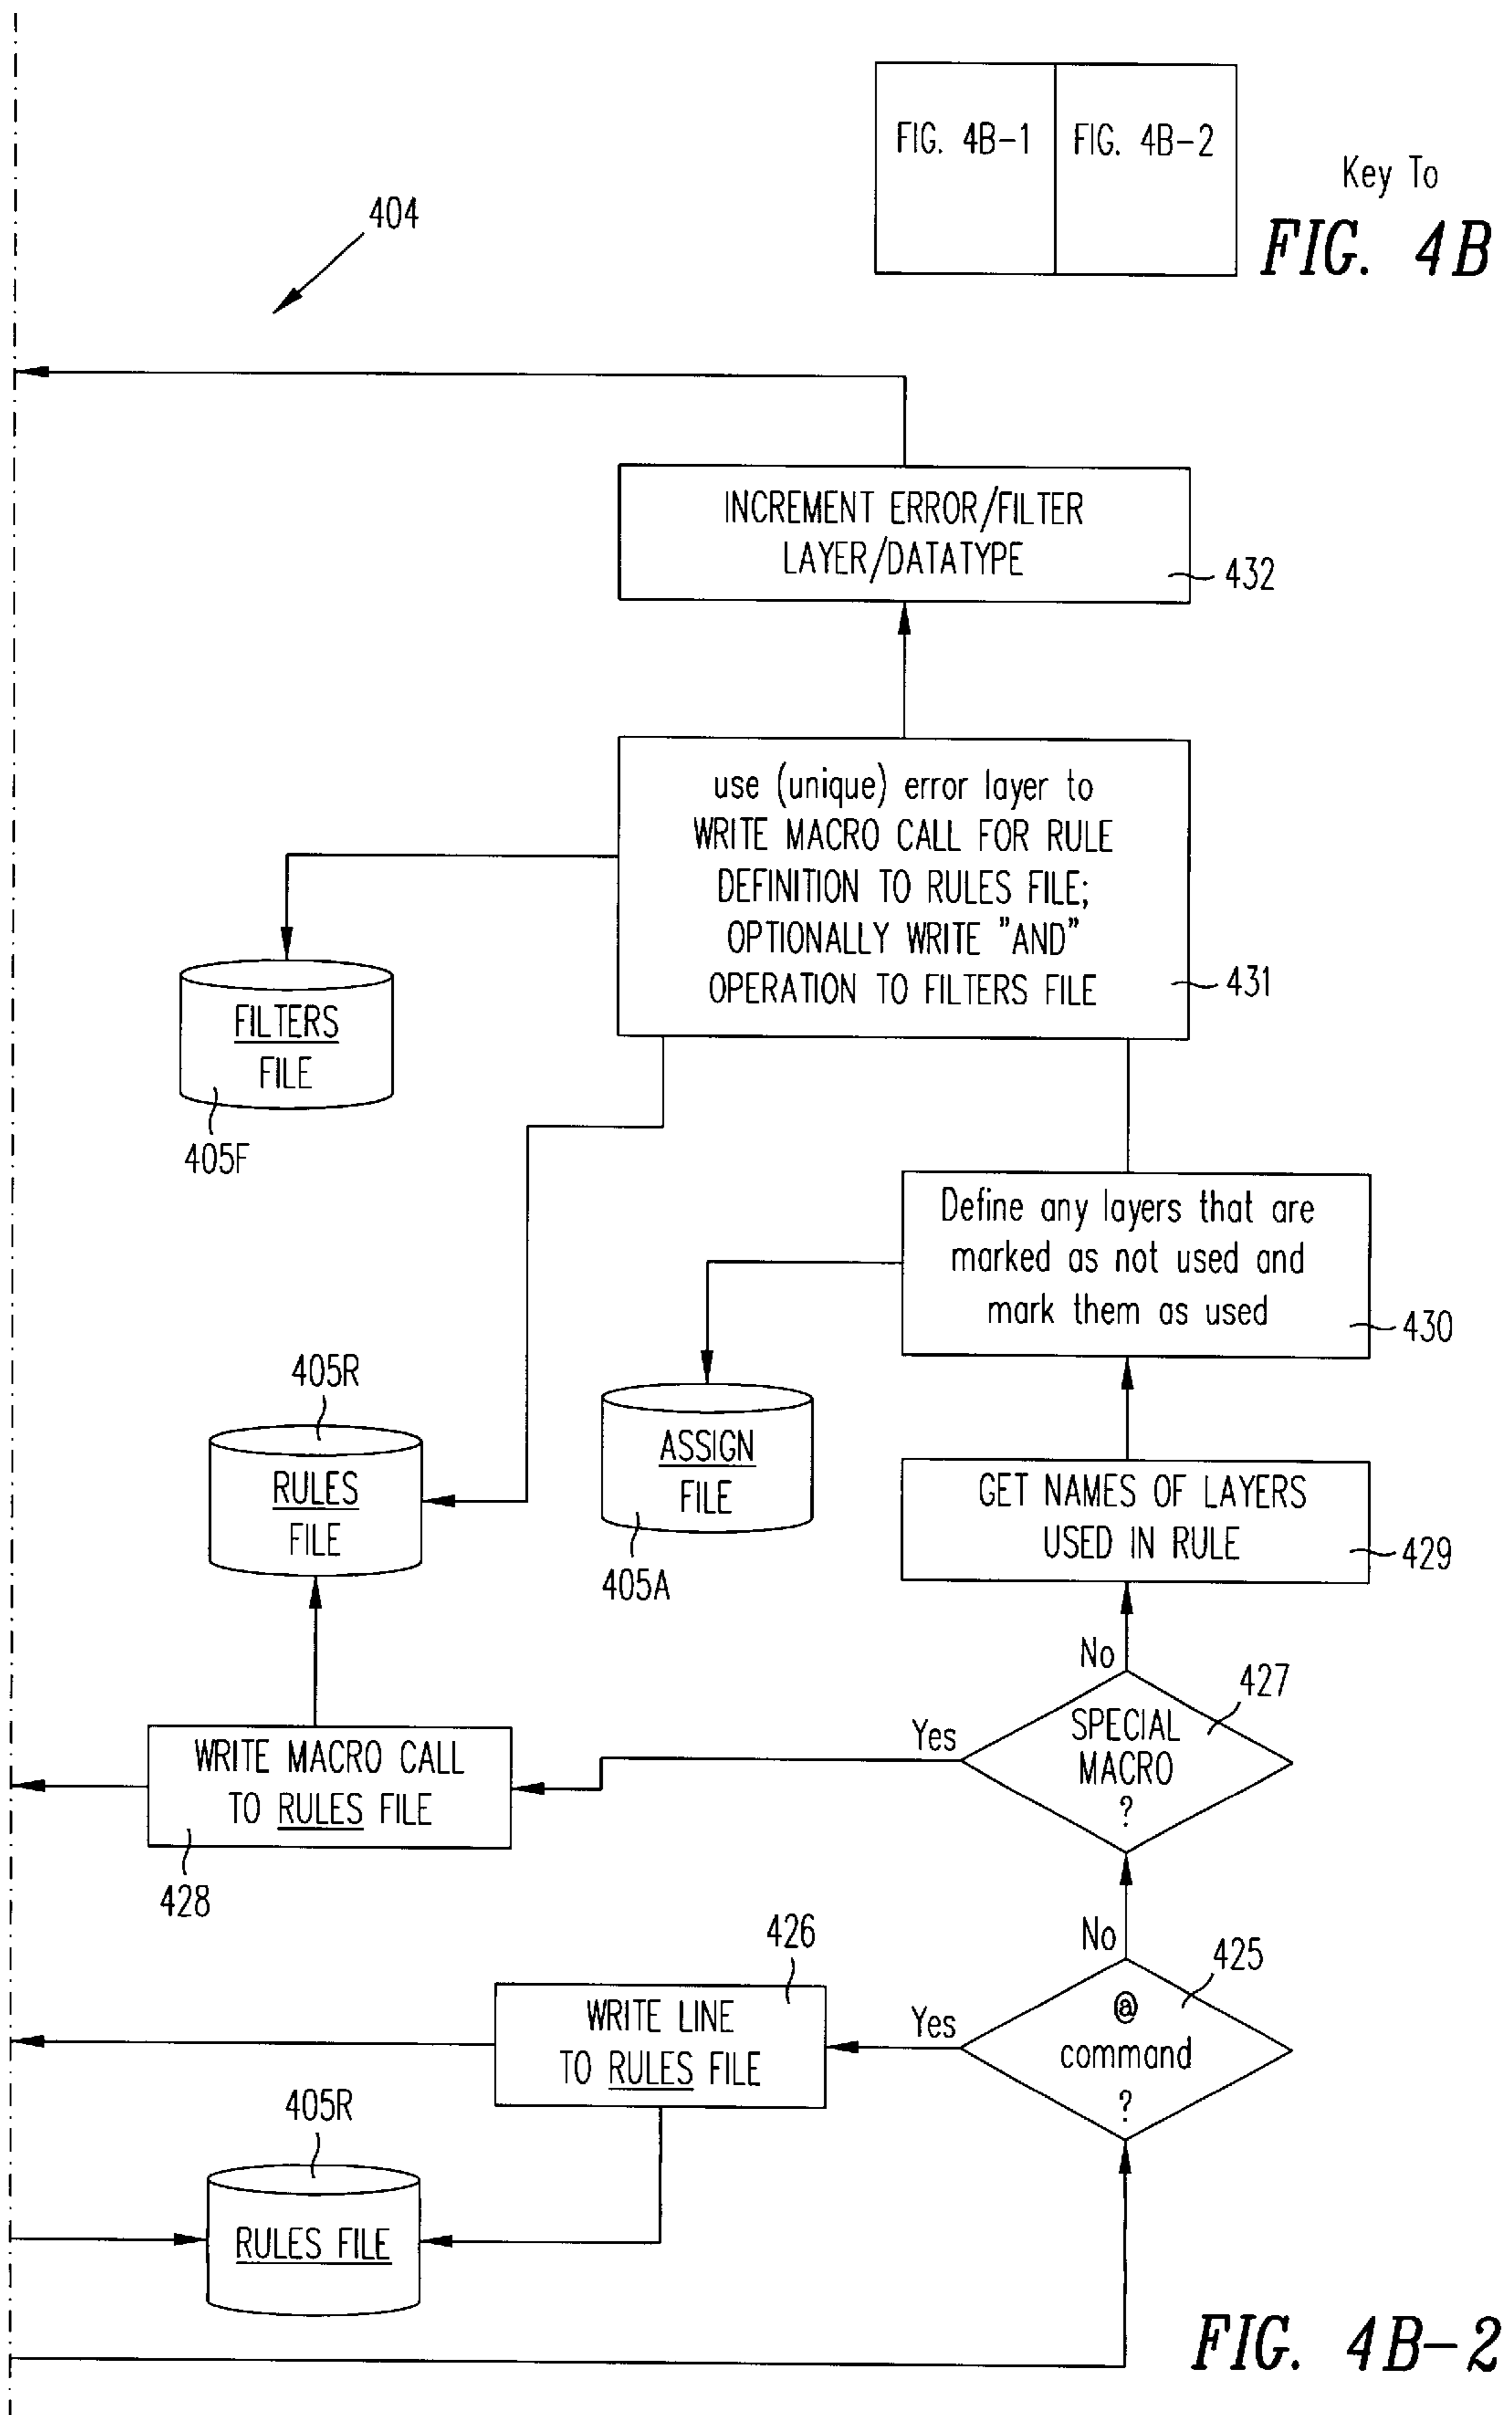 FIG. 4B-1
FIG. 4B-2
Key To
FIG. 4B
404
INCREMENT ERROR/FILTER
LAYER/DATATYPE
432
use (unique) error layer to
WRITE MACRO CALL FOR RULE
DEFINITION TO RULES FILE;
OPTIONALLY WRITE "AND"
OPERATION TO FILTERS FILE
431
FILTERS
FILE
405F
Define any layers that are
marked as not used and
mark them as used
430
405R
RULES
FILE
ASSIGN
FILE
405A
GET NAMES OF LAYERS
USED IN RULE
429
No
427
SPECIAL
MACRO
?
Yes
WRITE MACRO CALL
TO RULES FILE
428
426
No
425
@
command
?
Yes
WRITE LINE
TO RULES FILE
405R
RULES FILE
FIG. 4B-2